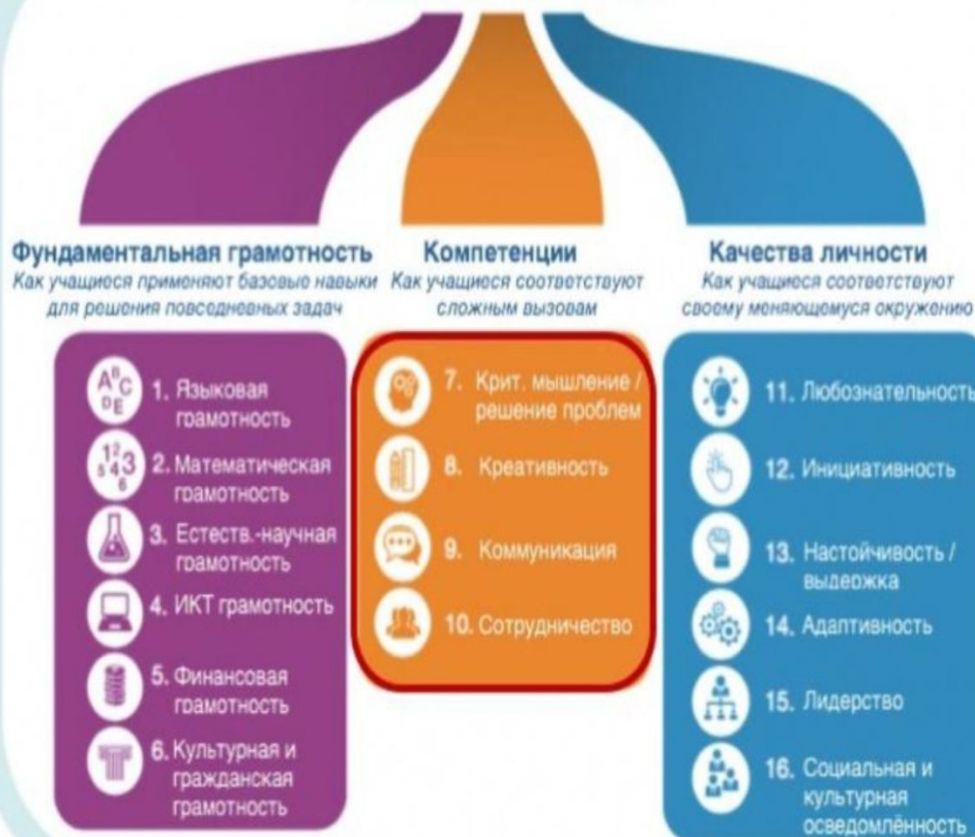 Фундаментальная грамотность
Как учащиеся применяют базовые навыки
для решения повседневных задач
1. Языковая
грамотность
2. Математическая
грамотность
3. Естеств.-научная
грамотность
4. ИКТ грамотность
5. Финансовая
грамотность
6. Культурная и
гражданская
грамотность
Компетенции
Как учащиеся соответствуют
сложным вызовам
7. Крит. мышление /
решение проблем
8. Креативность
9. Коммуникация
10. Сотрудничество
Качества личности
Как учащиеся соответствуют
своему меняющемуся окружению
11. Любознательность
12. Инициативность
13. Настойчивость /
выдержка
14. Адаптивность
15. Лидерство
16. Социальная и
культурная
осведомлённость